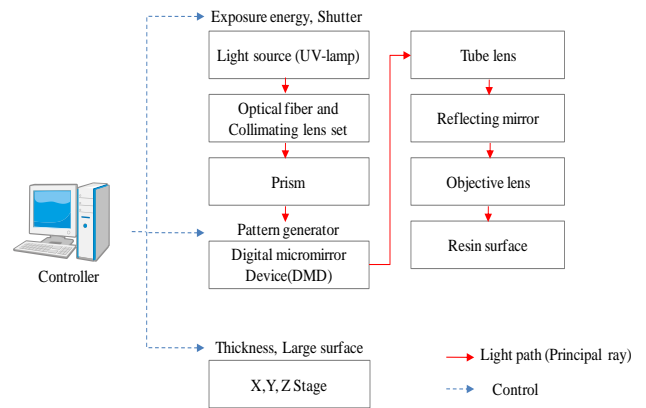 Exposure energy, Shutter
Light source (UV-lamp)
Optical fiber and
Collimating lens set
Prism
Pattern generator
Digital micromirror
Device(DMD)
Tube lens
Reflecting mirror
Objective lens
Resin surface
Controller
Thickness, Large surface
X,Y, Z Stage
Light path (Principal ray)
Control